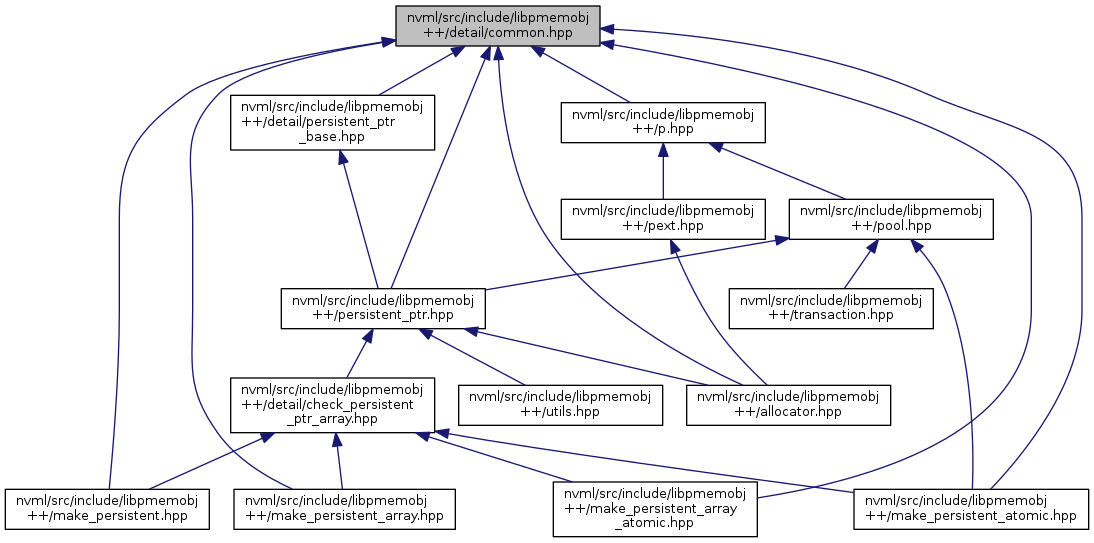 nvml/src/include/libpmemobj
++/detail/common.hpp
nvml/src/include/libpmemobj
++/detail/persistent_ptr
_base.hpp
nvml/src/include/libpmemobj
++/p.hpp
nvml/src/include/libpmemobj
++/pext.hpp
nvml/src/include/libpmemobj
++/pool.hpp
nvml/src/include/libpmemobj
++/persistent_ptr.hpp
nvml/src/include/libpmemobj
++/transaction.hpp
nvml/src/include/libpmemobj
++/detail/check_persistent
_ptr_array.hpp
nvml/src/include/libpmemobj
++/utils.hpp
nvml/src/include/libpmemobj
++/allocator.hpp
nvml/src/include/libpmemobj
++/make_persistent.hpp
nvml/src/include/libpmemobj
++/make_persistent_array.hpp
nvml/src/include/libpmemobj
++/make_persistent_array
_atomic.hpp
nvml/src/include/libpmemobj
++/make_persistent_atomic.hpp